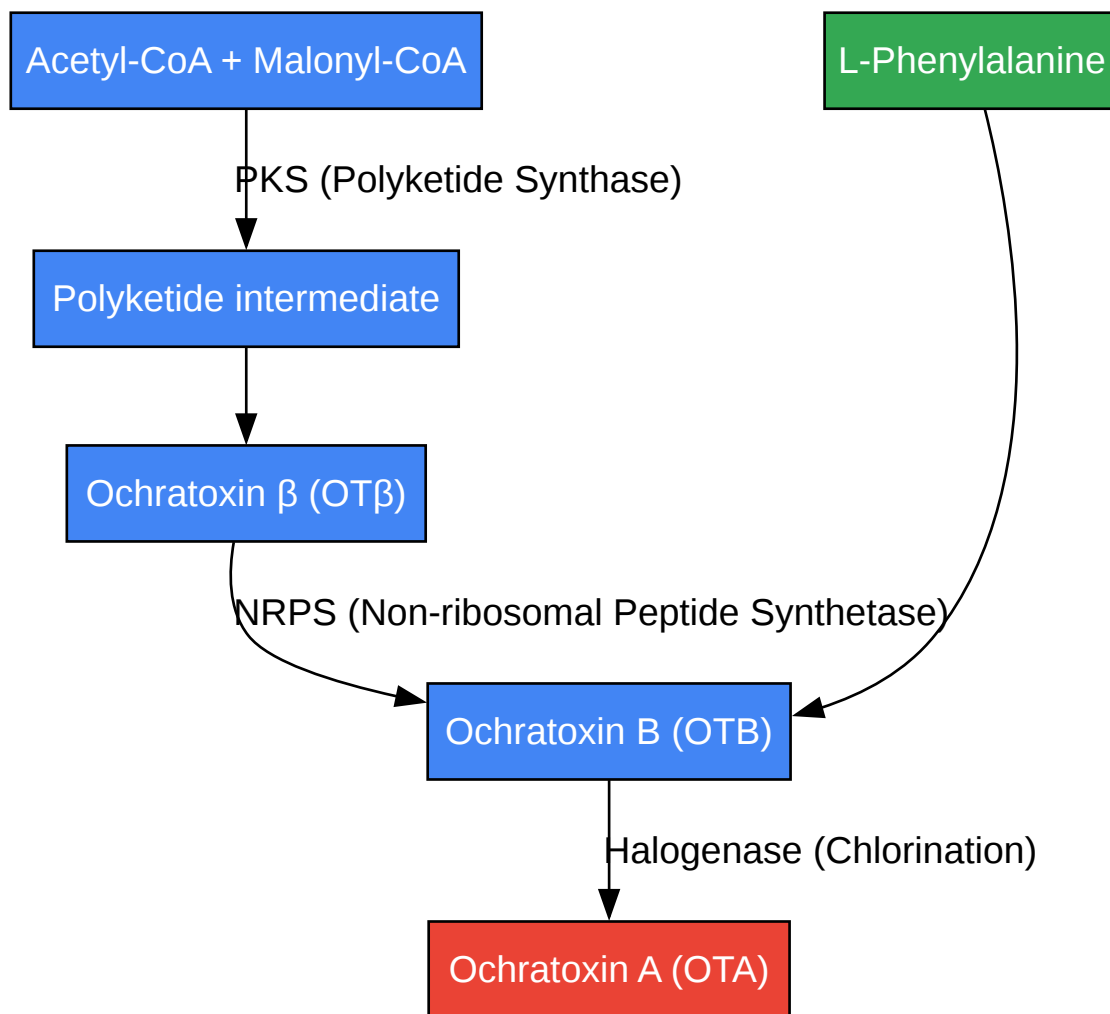 Acetyl-CoA + Malonyl-CoA
L-Phenylalanine
PKS (Polyketide Synthase)
Polyketide intermediate
Ochratoxin β (OTβ)
NRPS (Non-ribosomal Peptide Synthetase)
Ochratoxin B (OTB)
Halogenase (Chlorination)
Ochratoxin A (OTA)